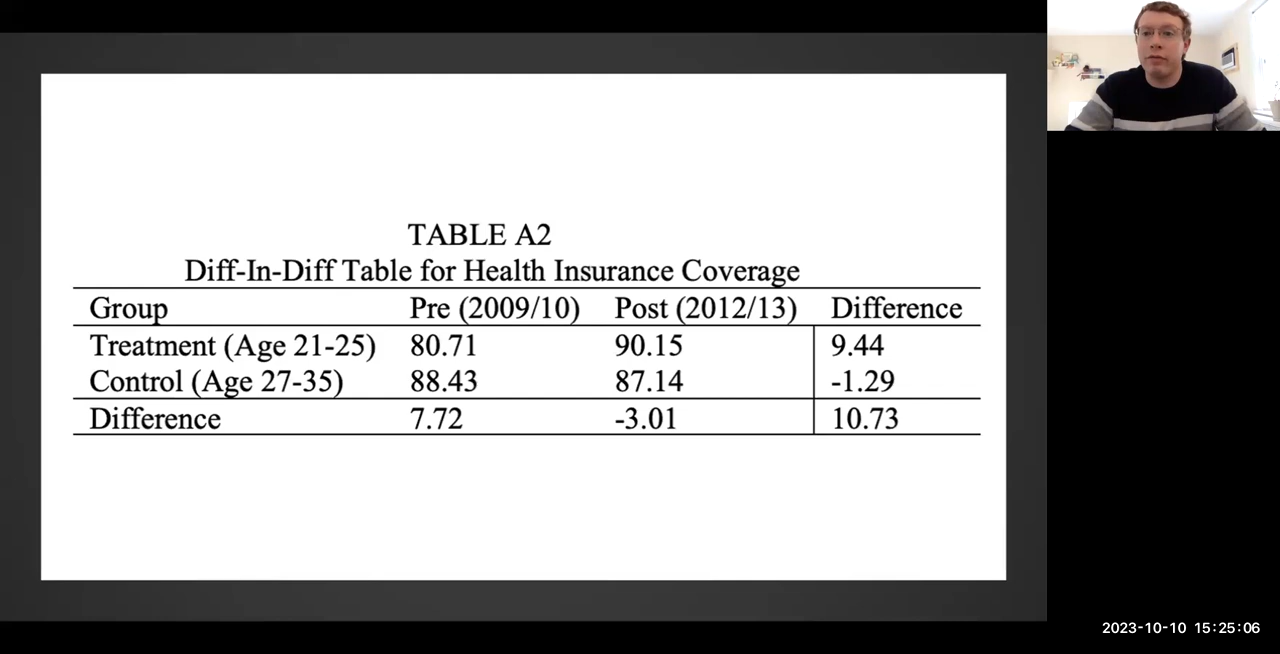 TABLE A2
Diff-In-Diff Table for Health Insurance Coverage
Group Pre (2009/10) Post (2012/13) Difference
Treatment (Age 21-25) 80.71 90.15 9.44
Control (Age 27-35) 88.43 87.14 -1.29
Difference 7.72 -3.01 10.73
2023-10-10 15:25:06